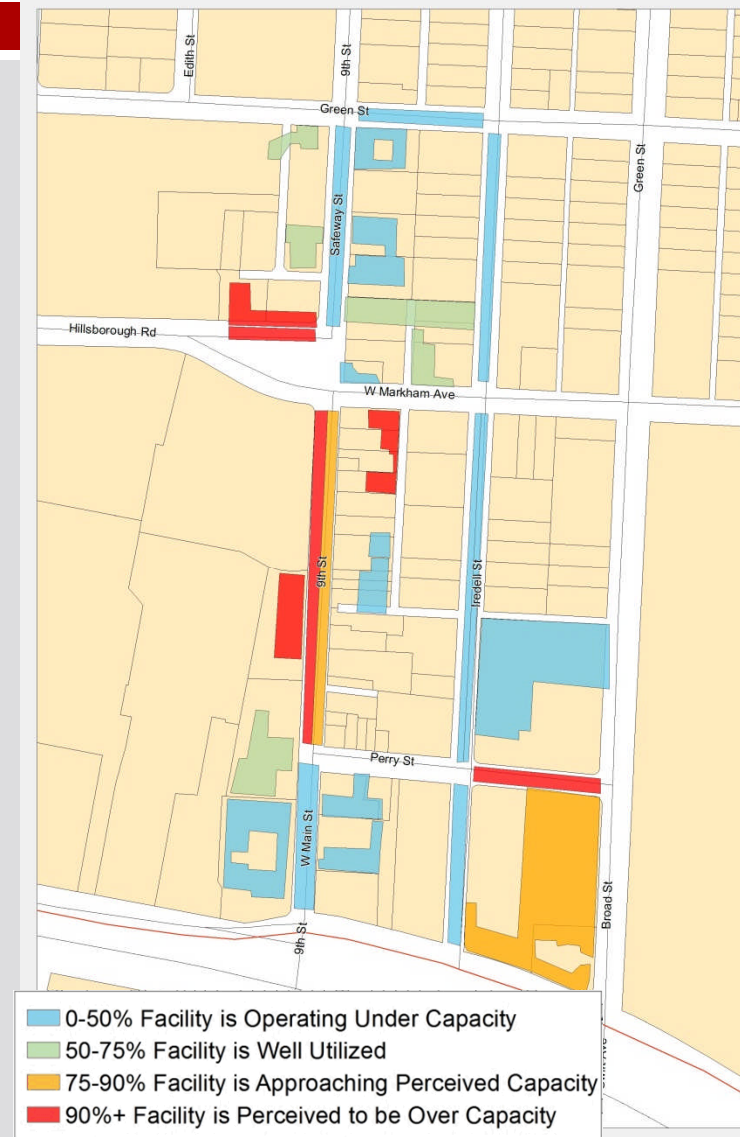 Edith St
9th St
Green St
Green St
Safeway St
Hillsborough Rd
W Markham Ave
9th St
Iredell St
Perry St
W Main St
Broad St
9th St
0-50% Facility is Operating Under Capacity
50-75% Facility is Well Utilized
75-90% Facility is Approaching Perceived Capacity
90%+ Facility is Perceived to be Over Capacity